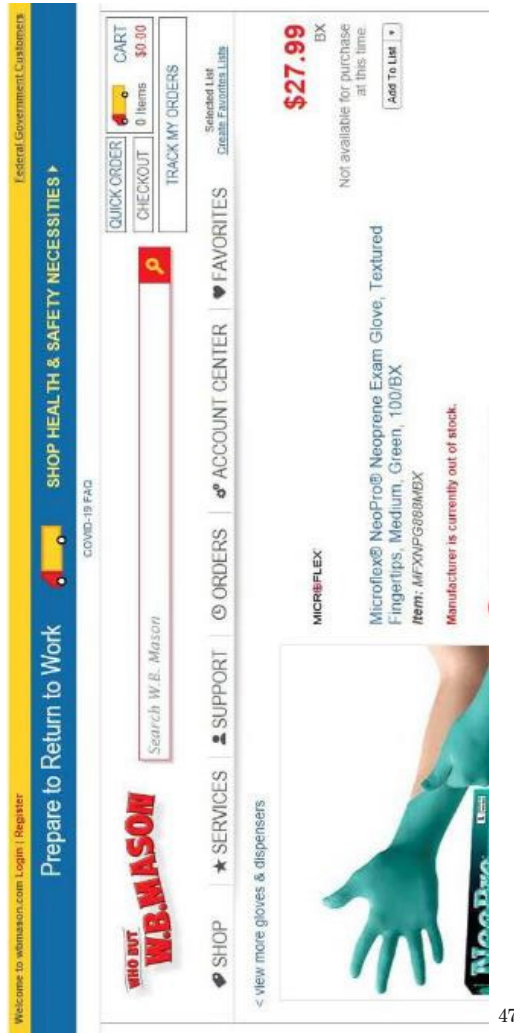 Welcome to wbmason.com Login | Register
Federal Government Customers
Prepare to Return to Work
SHOP HEALTH & SAFETY NECESSITIES
COVID-19 FAQ
WHO BUT
W.B.MASON
Search W.B. Mason
QUICK ORDER
CHECKOUT
CART
0 Items $0.00
TRACK MY ORDERS
SHOP
SERVICES
SUPPORT
ORDERS
ACCOUNT CENTER
FAVORITES
Selected List
Create Favorites Lists
< view more gloves & dispensers
MICROFLEX
Microflex® NeoPro® Neoprene Exam Glove, Textured
Fingertips, Medium, Green, 100/BX
Item: MFXNPG888MBX
Manufacturer is currently out of stock.
$27.99
BX
Not available for purchase
at this time.
Add To List
NeoPro
47